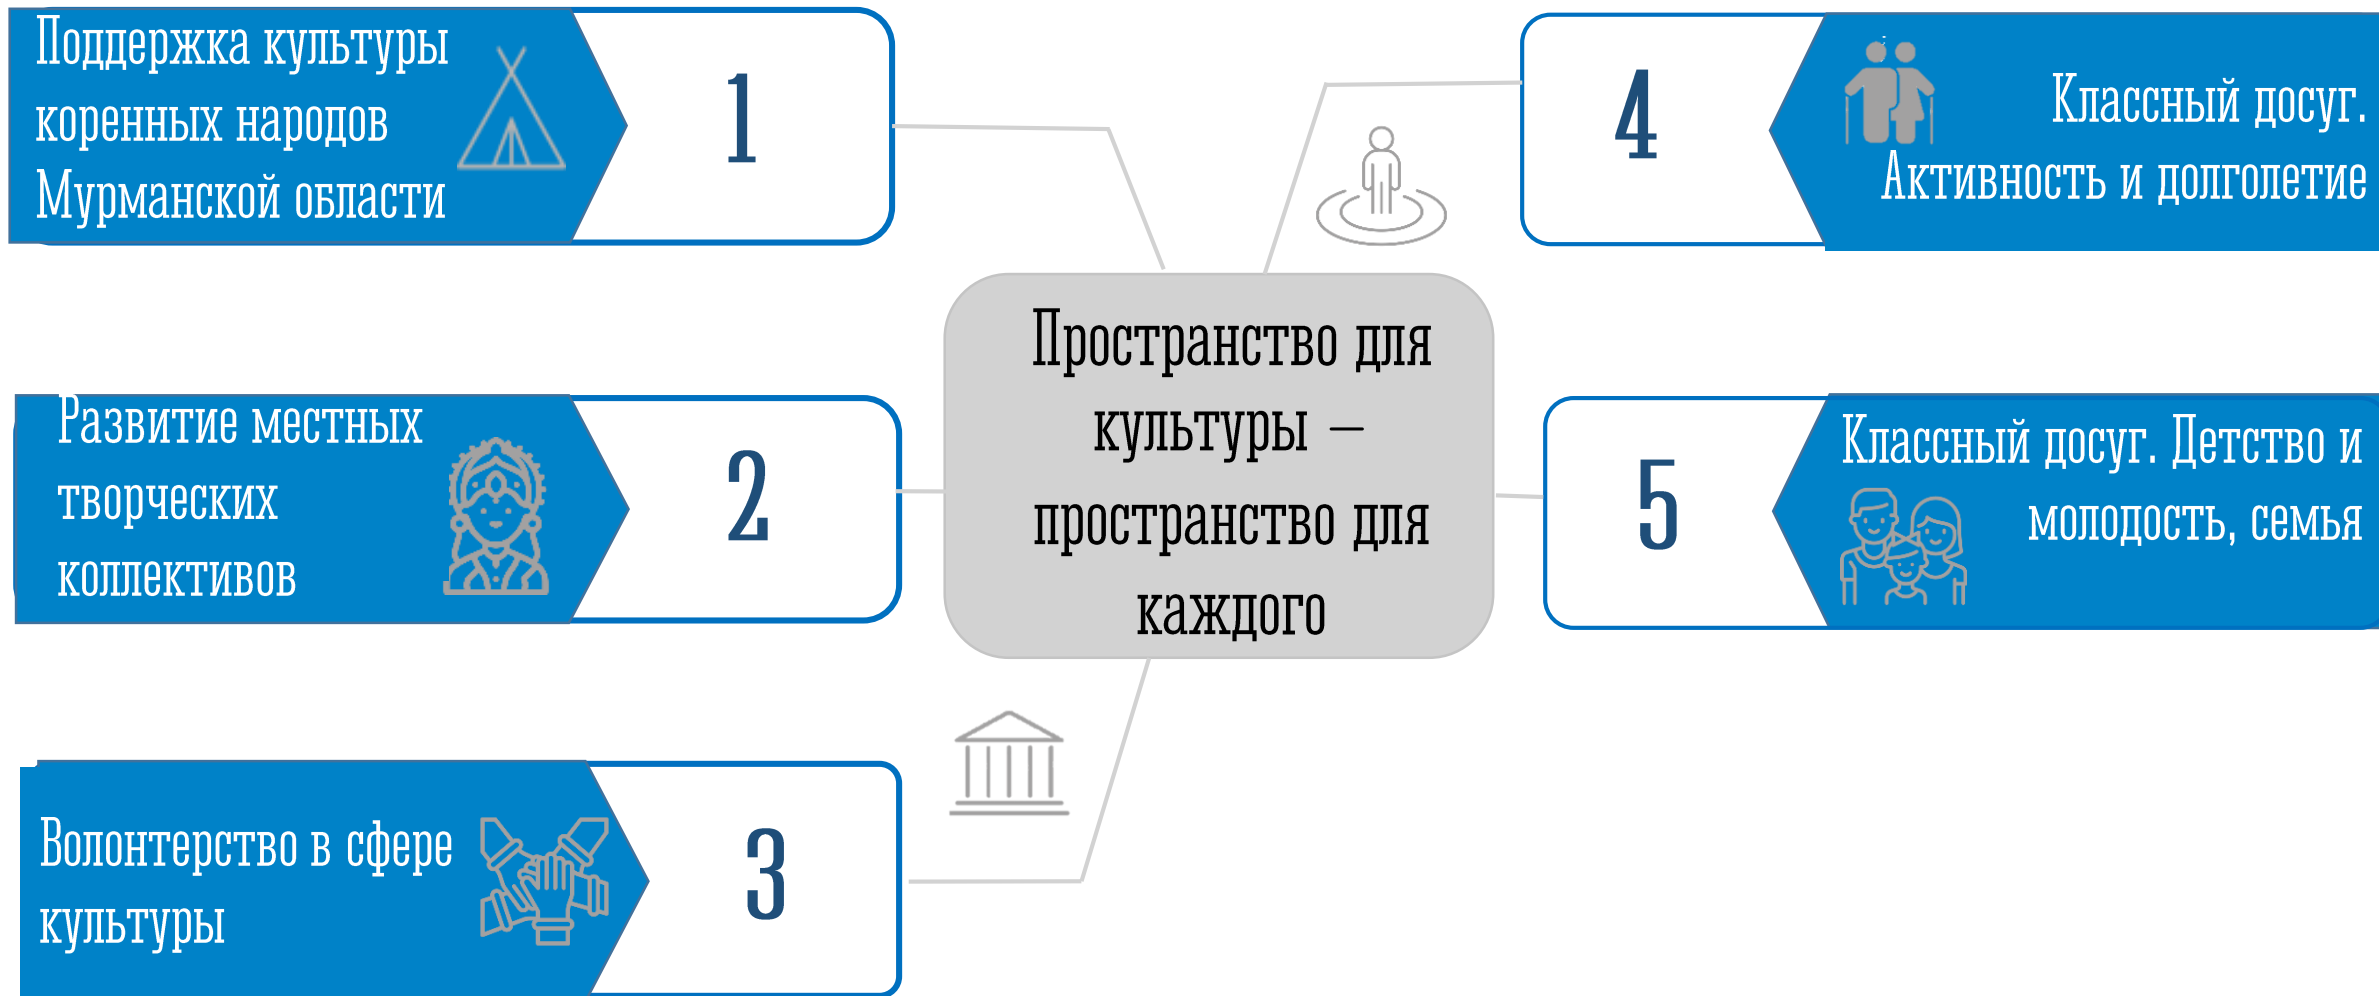 Поддержка культуры
коренных народов
Мурманской области
1
Развитие местных
творческих
коллективов
2
Волонтерство в сфере
культуры
3
Пространство для
культуры –
пространство для
каждого
4
Классный досуг.
Активность и долголетие
5
Классный досуг. Детство и
молодость, семья